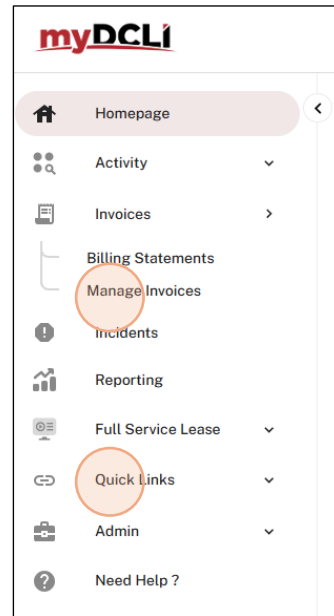 myDCLi
Homepage
Activity
Invoices
Billing Statements
Manage Invoices
Incidents
Reporting
Full Service Lease
Quick Links
Admin
Need Help ?